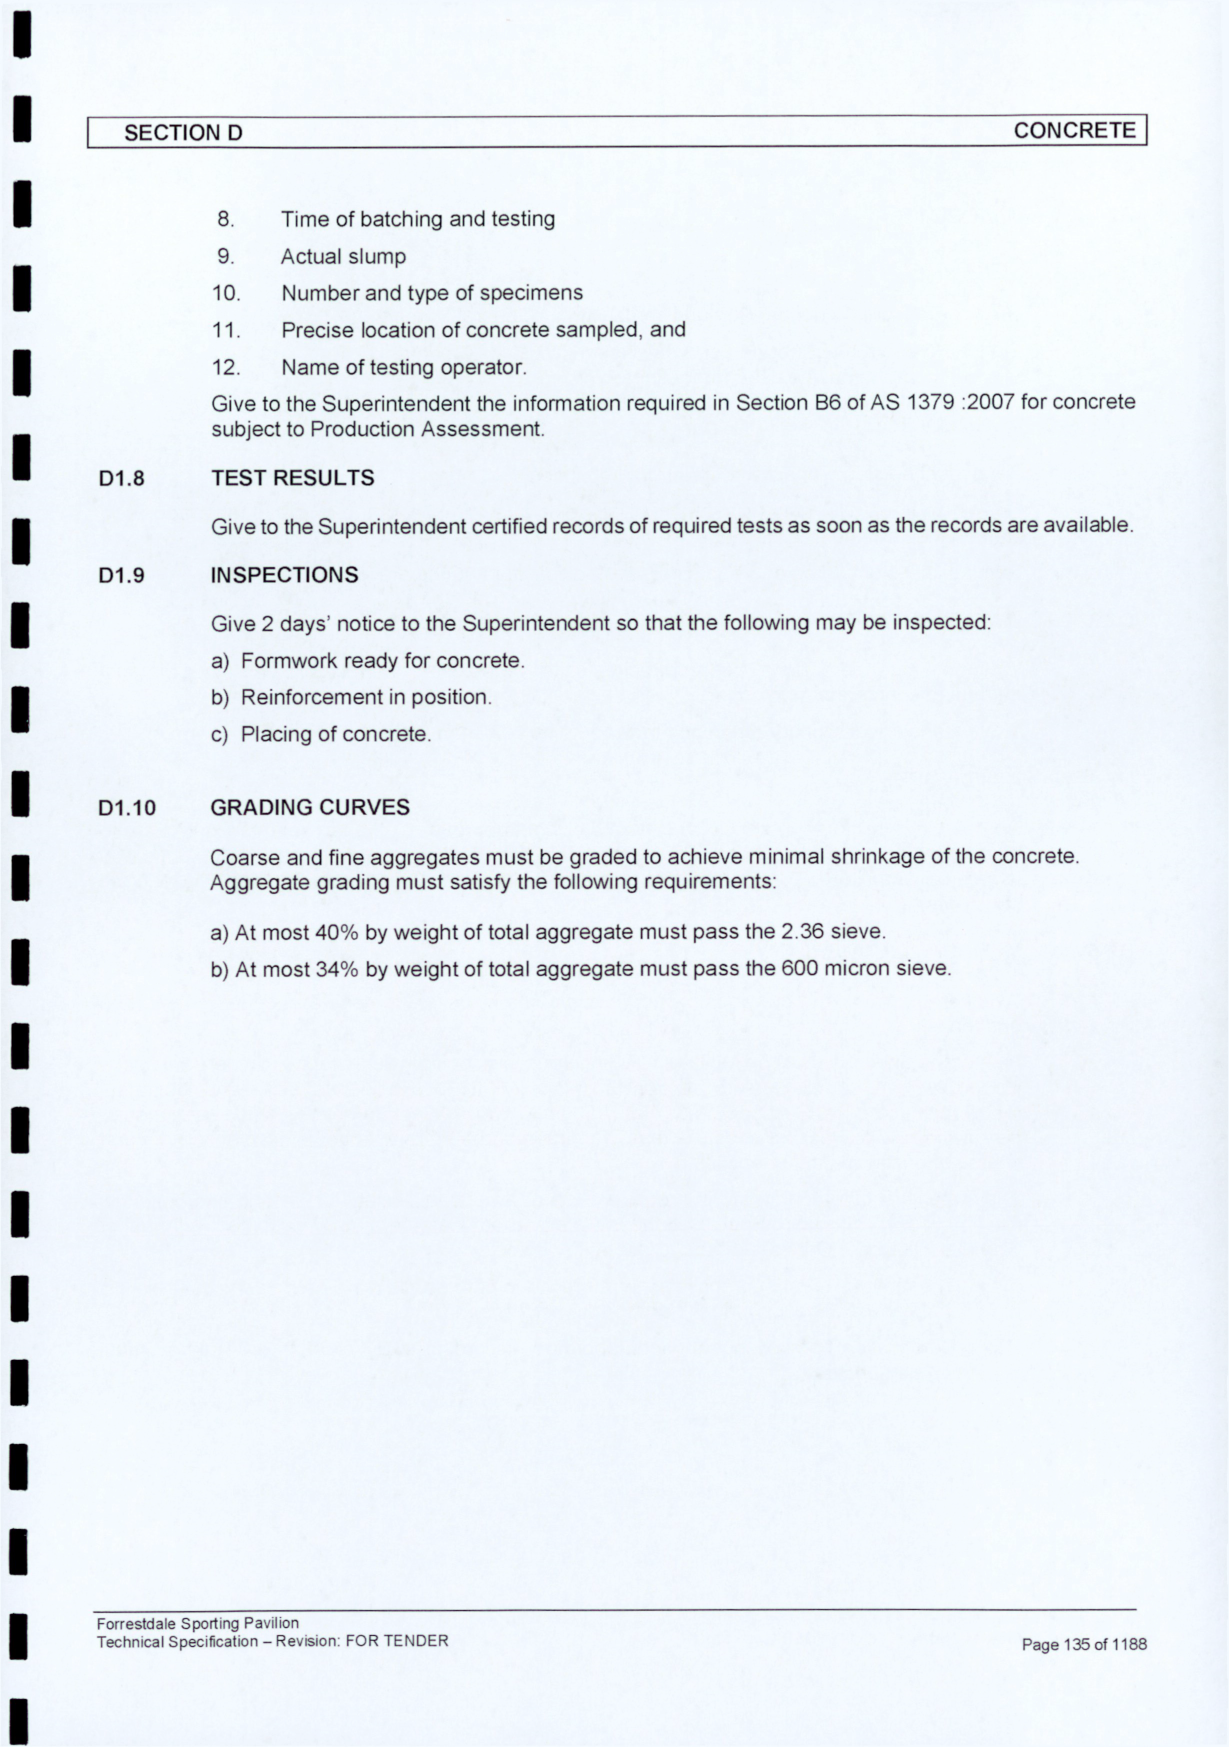 SECTION D CONCRETE
8. Time of batching and testing
9. Actual slump
10. Number and type of specimens
11. Precise location of concrete sampled, and
12. Name of testing operator.
Give to the Superintendent the information required in Section B6 of AS 1379 :2007 for concrete
subject to Production Assessment.
D1.8 TEST RESULTS
Give to the Superintendent certified records of required tests as soon as the records are available.
D1.9 INSPECTIONS
Give 2 days’ notice to the Superintendent so that the following may be inspected:
a) Formwork ready for concrete.
b) Reinforcement in position.
c) Placing of concrete.
D1.10 GRADING CURVES
Coarse and fine aggregates must be graded to achieve minimal shrinkage of the concrete.
Aggregate grading must satisfy the following requirements:
a) At most 40% by weight of total aggregate must pass the 2.36 sieve.
b) At most 34% by weight of total aggregate must pass the 600 micron sieve.
Forrestdale Sporting Pavilion
Technical Specification – Revision: FOR TENDER
Page 135 of 1188